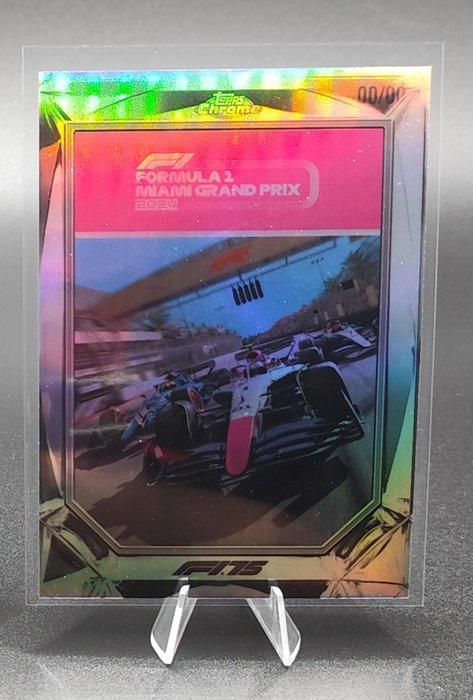 Topps
Chrome
00/00
F1
FORMULA 1
MIAMI GRAND PRIX
2024
F1.75